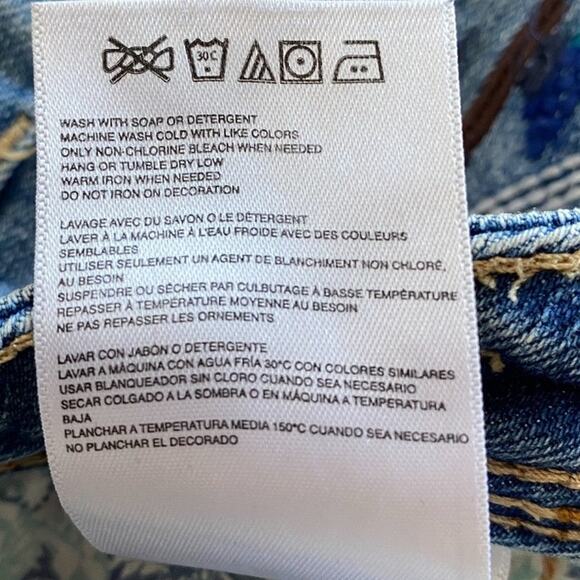 30 C
WASH WITH SOAP OR DETERGENT
MACHINE WASH COLD WITH LIKE COLORS
ONLY NON-CHLORINE BLEACH WHEN NEEDED
HANG OR TUMBLE DRY LOW
WARM IRON WHEN NEEDED
DO NOT IRON ON DECORATION
LAVAGE AVEC DU SAVON O LE DÉTERGENT
LAVER À LA MACHINE À L'EAU FROIDE AVEC DES COULEURS
SEMBLABLES
UTILISER SEULEMENT UN AGENT DE BLANCHIMENT NON CHLORÉ,
AU BESOIN
SUSPENDRE OU SÉCHER PAR CULBUTAGE À BASSE TEMPÉRATURE
REPASSER À TEMPÉRATURE MOYENNE AU BESOIN
NE PAS REPASSER LES ORNEMENTS
LAVAR CON JABÓN O DETERGENTE
LAVAR A MÁQUINA CON AGUA FRÍA 30°C CON COLORES SIMILARES
USAR BLANQUEADOR SIN CLORO CUANDO SEA NECESARIO
SECAR COLGADO A LA SOMBRA O EN MÁQUINA A TEMPERATURA
BAJA
PLANCHAR A TEMPERATURA MEDIA 150°C CUANDO SEA NECESARIO
NO PLANCHAR EL DECORADO